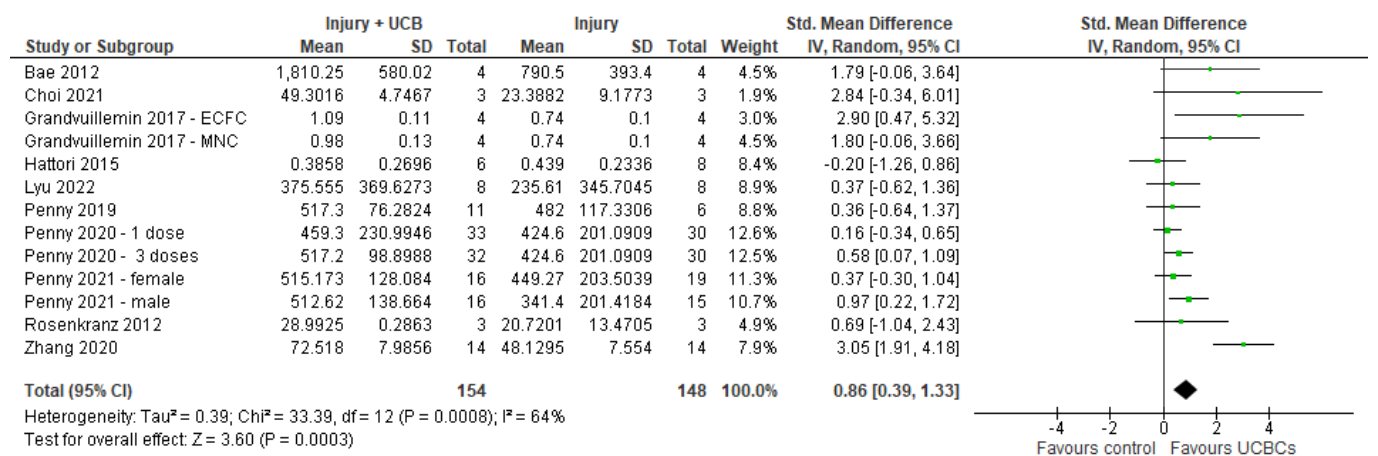 Injury + UCB Injury Std. Mean Difference Std. Mean Difference
Study or Subgroup Mean SD Total Mean SD Total Weight IV, Random, 95% CI IV, Random, 95% CI
Bae 2012 1,810.25 580.02 4 790.5 393.4 4 4.5% 1.79 [-0.06, 3.64]
Choi 2021 49.3016 4.7467 3 23.3882 9.1773 3 1.9% 2.84 [-0.34, 6.01]
Grandvuillemin 2017 - ECFC 1.09 0.11 4 0.74 0.1 4 3.0% 2.90 [0.47, 5.32]
Grandvuillemin 2017 - MNC 0.98 0.13 4 0.74 0.1 4 4.5% 1.80 [-0.06, 3.66]
Hattori 2015 0.3858 0.2696 6 0.439 0.2336 8 8.4% -0.20 [-1.26, 0.86]
Lyu 2022 375.555 369.6273 8 235.61 345.7045 8 8.9% 0.37 [-0.62, 1.36]
Penny 2019 517.3 76.2824 11 482 117.3306 6 8.8% 0.36 [-0.64, 1.37]
Penny 2020 - 1 dose 459.3 230.9946 33 424.6 201.0909 30 12.6% 0.16 [-0.34, 0.65]
Penny 2020 - 3 doses 517.2 98.8988 32 424.6 201.0909 30 12.5% 0.58 [0.07, 1.09]
Penny 2021 - female 515.173 128.084 16 449.27 203.5039 19 11.3% 0.37 [-0.30, 1.04]
Penny 2021 - male 512.62 138.664 16 341.4 201.4184 15 10.7% 0.97 [0.22, 1.72]
Rosenkranz 2012 28.9925 0.2863 3 20.7201 13.4705 3 4.9% 0.69 [-1.04, 2.43]
Zhang 2020 72.518 7.9856 14 48.1295 7.554 14 7.9% 3.05 [1.91, 4.18]
Total (95% CI) 154 148 100.0% 0.86 [0.39, 1.33]
Heterogeneity: Tau² = 0.39; Chi² = 33.39, df = 12 (P = 0.0008); I² = 64%
Test for overall effect: Z = 3.60 (P = 0.0003)
-4 -2 0 2 4
Favours control Favours UCBCs